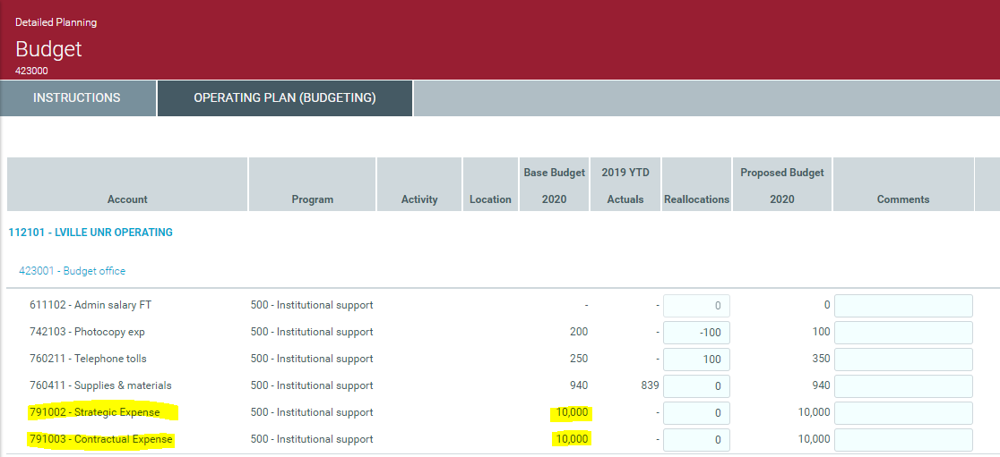 Detailed Planning
Budget
423000
INSTRUCTIONS OPERATING PLAN (BUDGETING)
Base Budget 2019 YTD Proposed Budget
Account Program Activity Location 2020 Actuals Reallocations 2020 Comments
112101 - LVILLE UNR OPERATING
423001 - Budget office
611102 - Admin salary FT 500 - Institutional support - - 0 0
742103 - Photocopy exp 500 - Institutional support 200 - -100 100
760211 - Telephone tolls 500 - Institutional support 250 - 100 350
760411 - Supplies & materials 500 - Institutional support 940 839 0 940
791002 - Strategic Expense 500 - Institutional support 10,000 - 0 10,000
791003 - Contractual Expense 500 - Institutional support 10,000 - 0 10,000